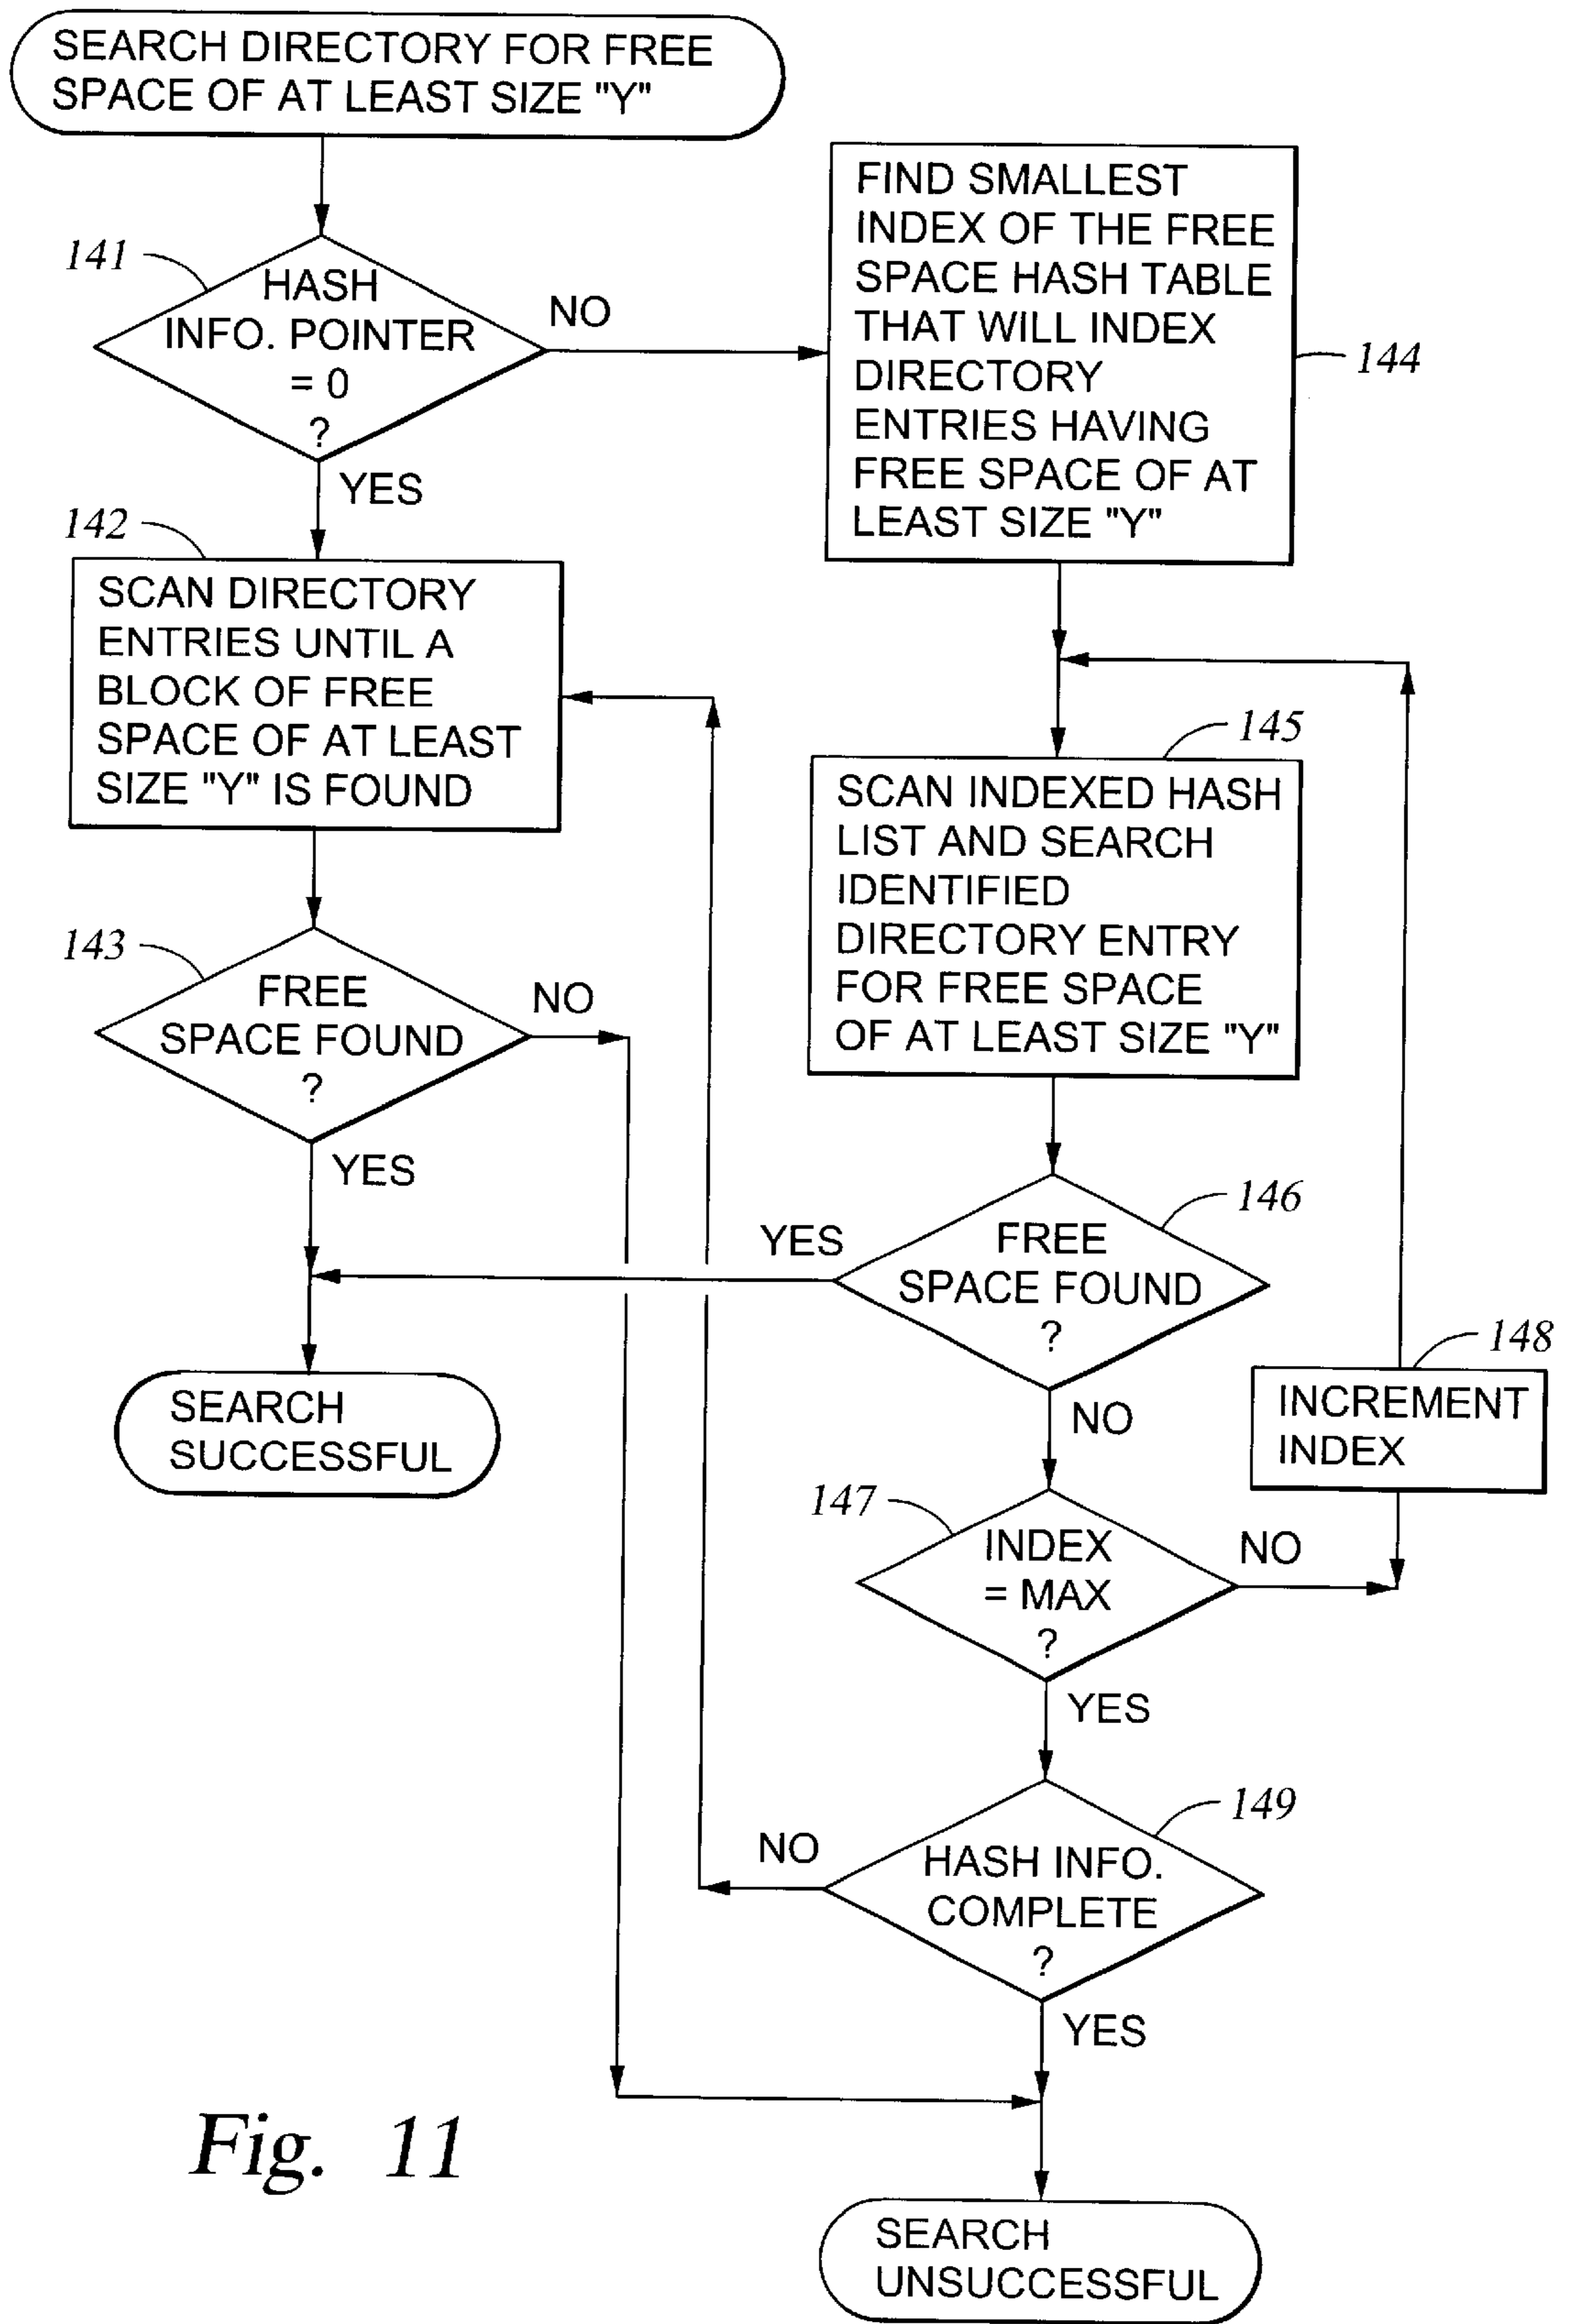 SEARCH DIRECTORY FOR FREE
SPACE OF AT LEAST SIZE "Y"
141
HASH
INFO. POINTER
= 0
?
NO
YES
FIND SMALLEST
INDEX OF THE FREE
SPACE HASH TABLE
THAT WILL INDEX
DIRECTORY
ENTRIES HAVING
FREE SPACE OF AT
LEAST SIZE "Y"
144
142
SCAN DIRECTORY
ENTRIES UNTIL A
BLOCK OF FREE
SPACE OF AT LEAST
SIZE "Y" IS FOUND
145
SCAN INDEXED HASH
LIST AND SEARCH
IDENTIFIED
DIRECTORY ENTRY
FOR FREE SPACE
OF AT LEAST SIZE "Y"
143
FREE
SPACE FOUND
?
NO
YES
146
FREE
SPACE FOUND
?
YES
NO
SEARCH
SUCCESSFUL
148
INCREMENT
INDEX
147
INDEX
= MAX
?
NO
YES
149
HASH INFO.
COMPLETE
?
NO
YES
SEARCH
UNSUCCESSFUL
Fig. 11